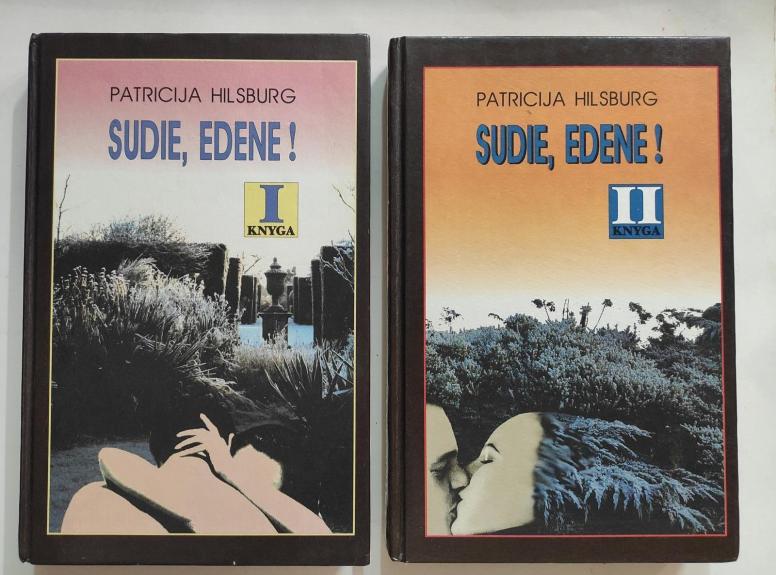 PATRICIJA HILSBURG
SUDIE, EDENE!
I
KNYGA
PATRICIJA HILSBURG
SUDIE, EDENE!
II
KNYGA